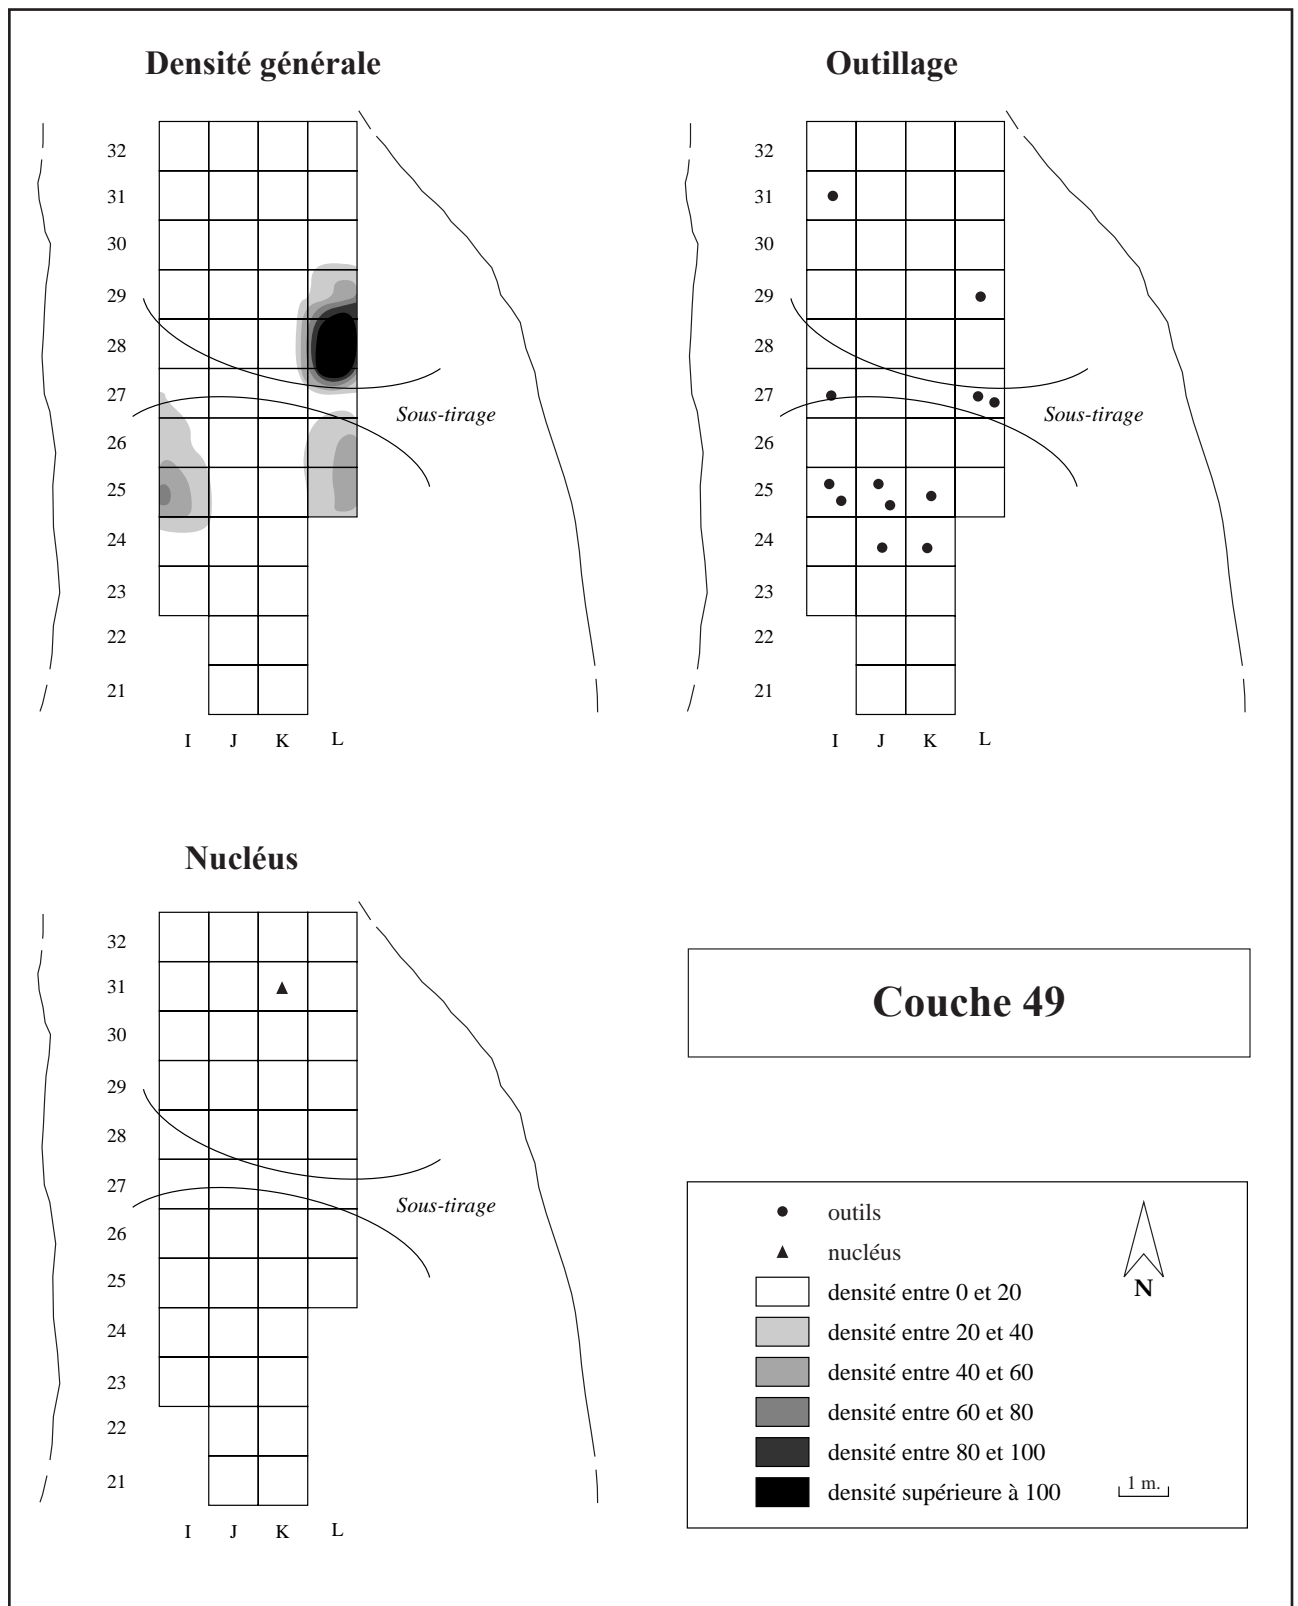 Densité générale
32
31
30
29
28
27
26
25
24
23
22
21
I J K L
Sous-tirage
Outillage
32
31
30
29
28
27
26
25
24
23
22
21
I J K L
Sous-tirage
Nucléus
32
31
30
29
28
27
26
25
24
23
22
21
I J K L
Sous-tirage
Couche 49
outils
nucléus
densité entre 0 et 20
densité entre 20 et 40
densité entre 40 et 60
densité entre 60 et 80
densité entre 80 et 100
densité supérieure à 100
N
1 m.